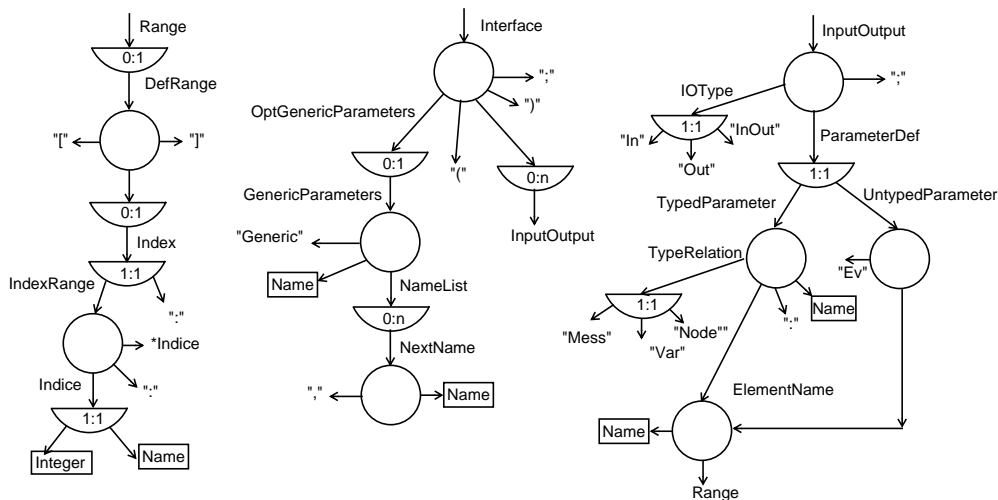 Range
0:1
DefRange
"["
"]"
0:1
Index
1:1
IndexRange
":"
*Indice
Indice
":"
1:1
Integer
Name
Interface
";"
")"
OptGenericParameters
"("
0:1
0:n
GenericParameters
InputOutput
"Generic"
Name
NameList
0:n
NextName
","
Name
InputOutput
";"
IOType
1:1
"In"
"InOut"
"Out"
ParameterDef
1:1
TypedParameter
UntypedParameter
TypeRelation
"Ev"
1:1
"Mess"
"Var"
"Node""
":"
Name
ElementName
Name
Range